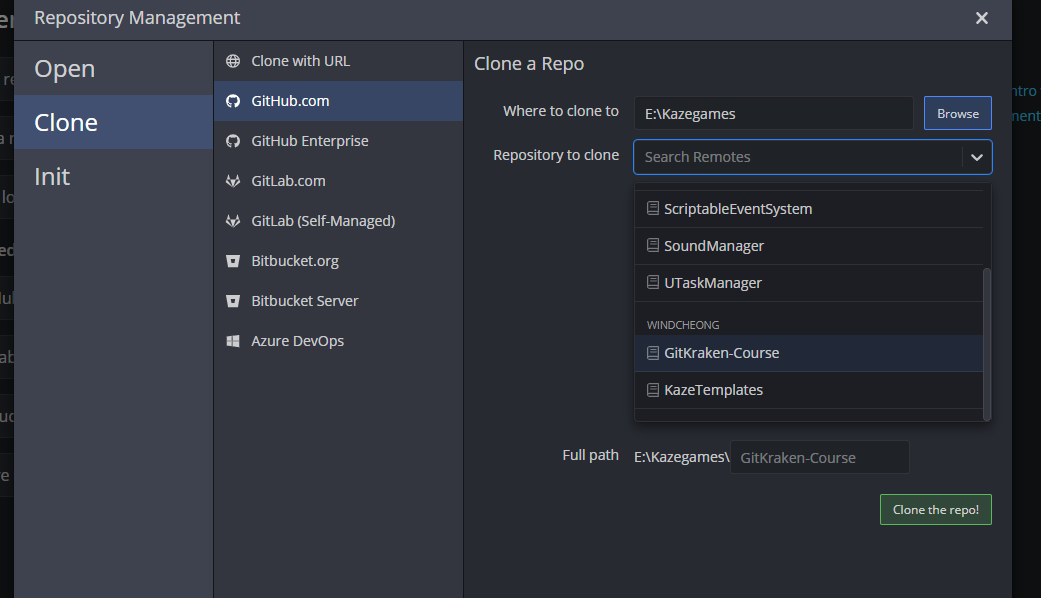 Repository Management
Open
Clone
Init
Clone with URL
GitHub.com
GitHub Enterprise
GitLab.com
GitLab (Self-Managed)
Bitbucket.org
Bitbucket Server
Azure DevOps
Clone a Repo
Where to clone to
E:\Kazegames
Browse
Repository to clone
Search Remotes
ScriptableEventSystem
SoundManager
UTaskManager
WINDCHEONG
GitKraken-Course
KazeTemplates
Full path
E:\Kazegames\
GitKraken-Course
Clone the repo!